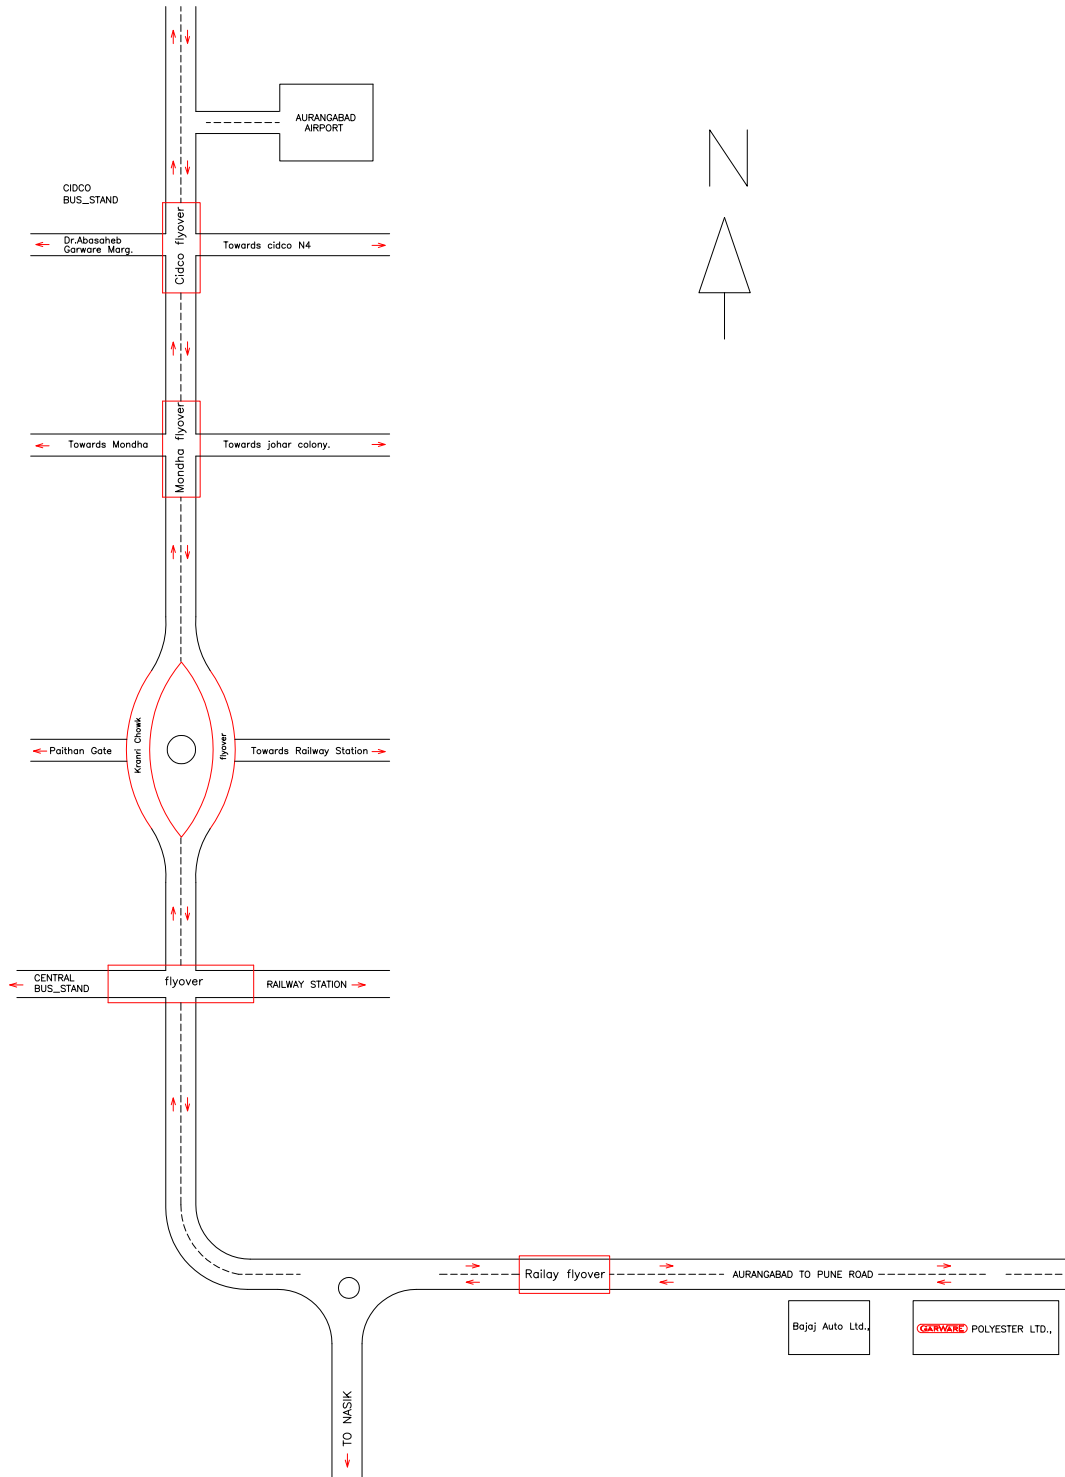 AURANGABAD
AIRPORT
N
CIDCO
BUS_STAND
Dr.Abasaheb
Garware Marg.
Cidco flyover
Towards cidco N4
Towards Mondha
Mondha flyover
Towards johar colony.
Paithan Gate
Kranri Chowk
flyover
Towards Railway Station
CENTRAL
BUS_STAND
flyover
RAILWAY STATION
Railay flyover
AURANGABAD TO PUNE ROAD
Bajaj Auto Ltd.,
GARWARE POLYESTER LTD.,
TO NASIK